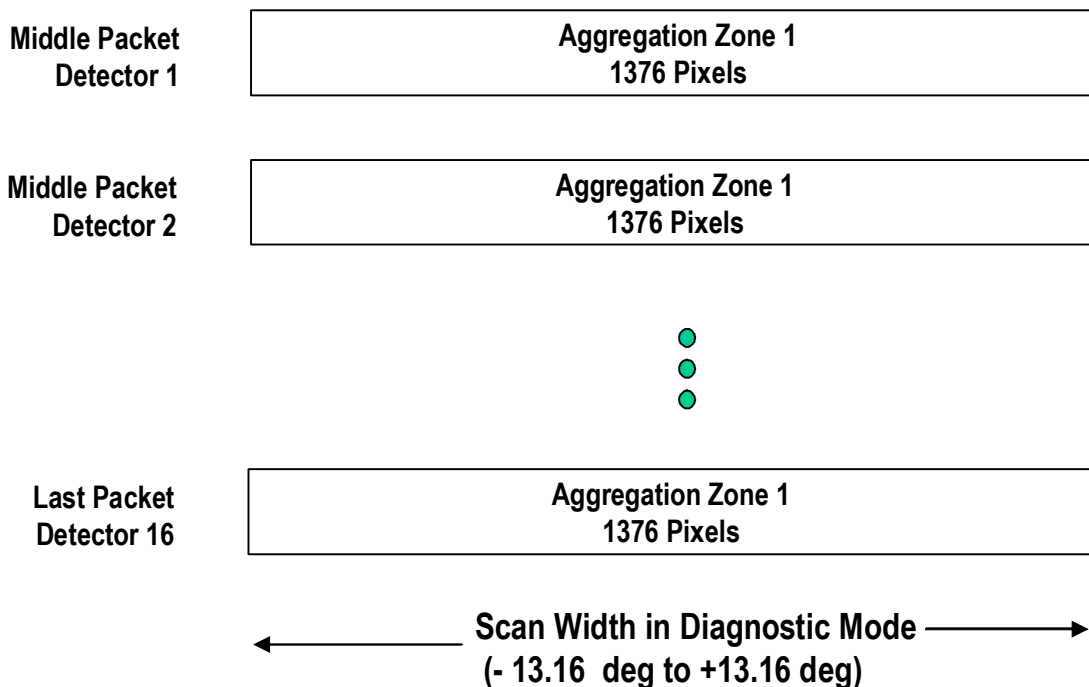 Middle Packet
Detector 1
Aggregation Zone 1
1376 Pixels
Middle Packet
Detector 2
Aggregation Zone 1
1376 Pixels
Last Packet
Detector 16
Aggregation Zone 1
1376 Pixels
Scan Width in Diagnostic Mode
(- 13.16 deg to +13.16 deg)